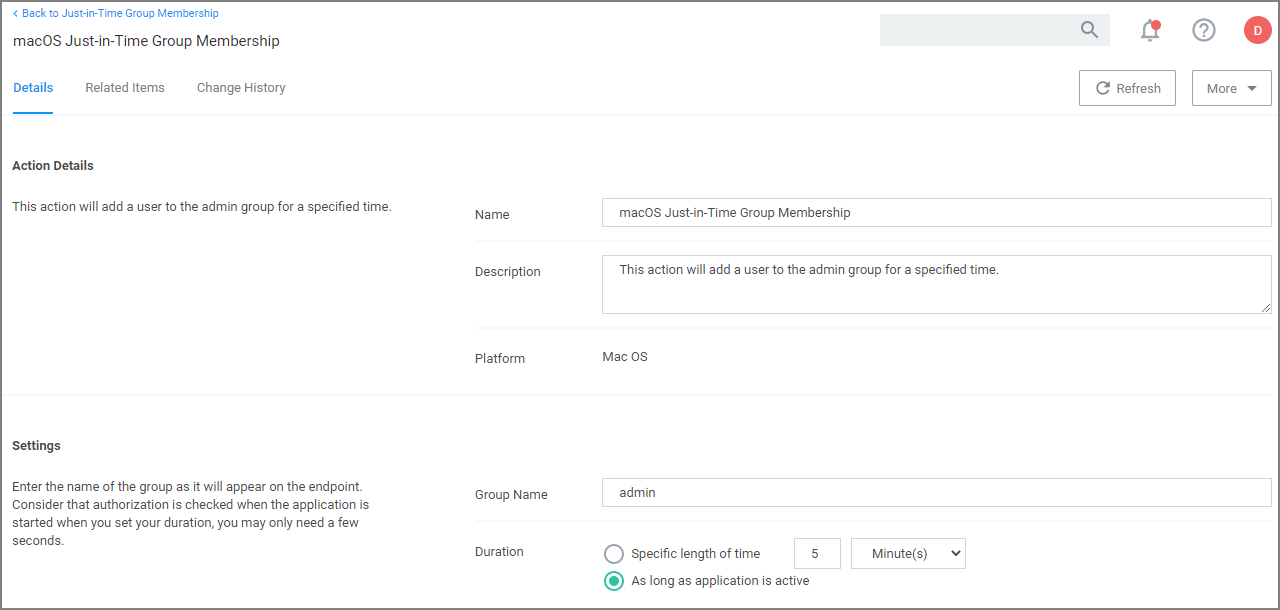 Back to Just-in-Time Group Membership
macOS Just-in-Time Group Membership
D
Details Related Items Change History Refresh More
Action Details
This action will add a user to the admin group for a specified time.
Name macOS Just-in-Time Group Membership
Description This action will add a user to the admin group for a specified time.
Platform Mac OS
Settings
Enter the name of the group as it will appear on the endpoint.
Consider that authorization is checked when the application is
started when you set your duration, you may only need a few
seconds.
Group Name admin
Duration Specific length of time 5 Minute(s)
As long as application is active